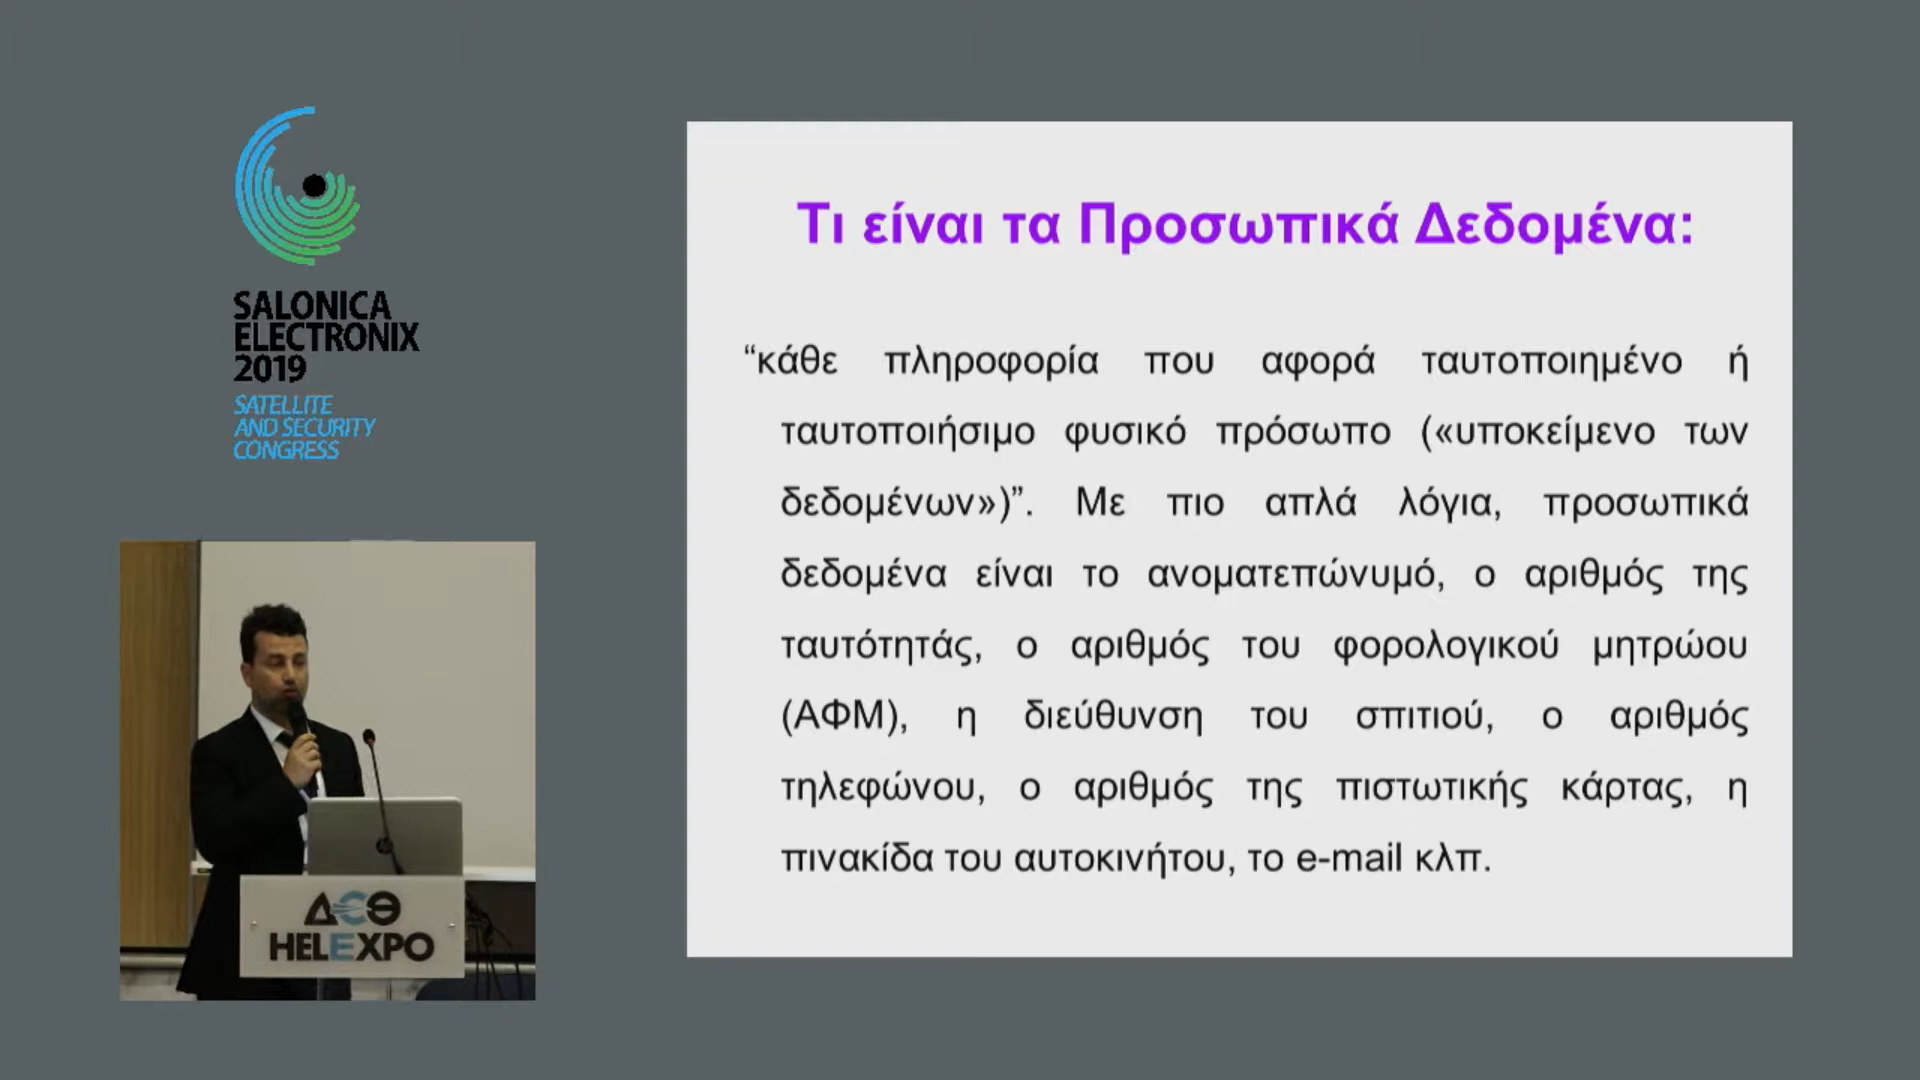 SALONICA
ELECTRONIX
2019
SATELLITE
AND SECURITY
CONGRESS
ΔΕΘ
HELEXPO
Τι είναι τα Προσωπικά Δεδομένα:
“κάθε πληροφορία που αφορά ταυτοποιημένο ή
ταυτοποιήσιμο φυσικό πρόσωπο («υποκείμενο των
δεδομένων»)”. Με πιο απλά λόγια, προσωπικά
δεδομένα είναι το ανοματεπώνυμό, ο αριθμός της
ταυτότητάς, ο αριθμός του φορολογικού μητρώου
(ΑΦΜ), η διεύθυνση του σπιτιού, ο αριθμός
τηλεφώνου, ο αριθμός της πιστωτικής κάρτας, η
πινακίδα του αυτοκινήτου, το e-mail κλπ.